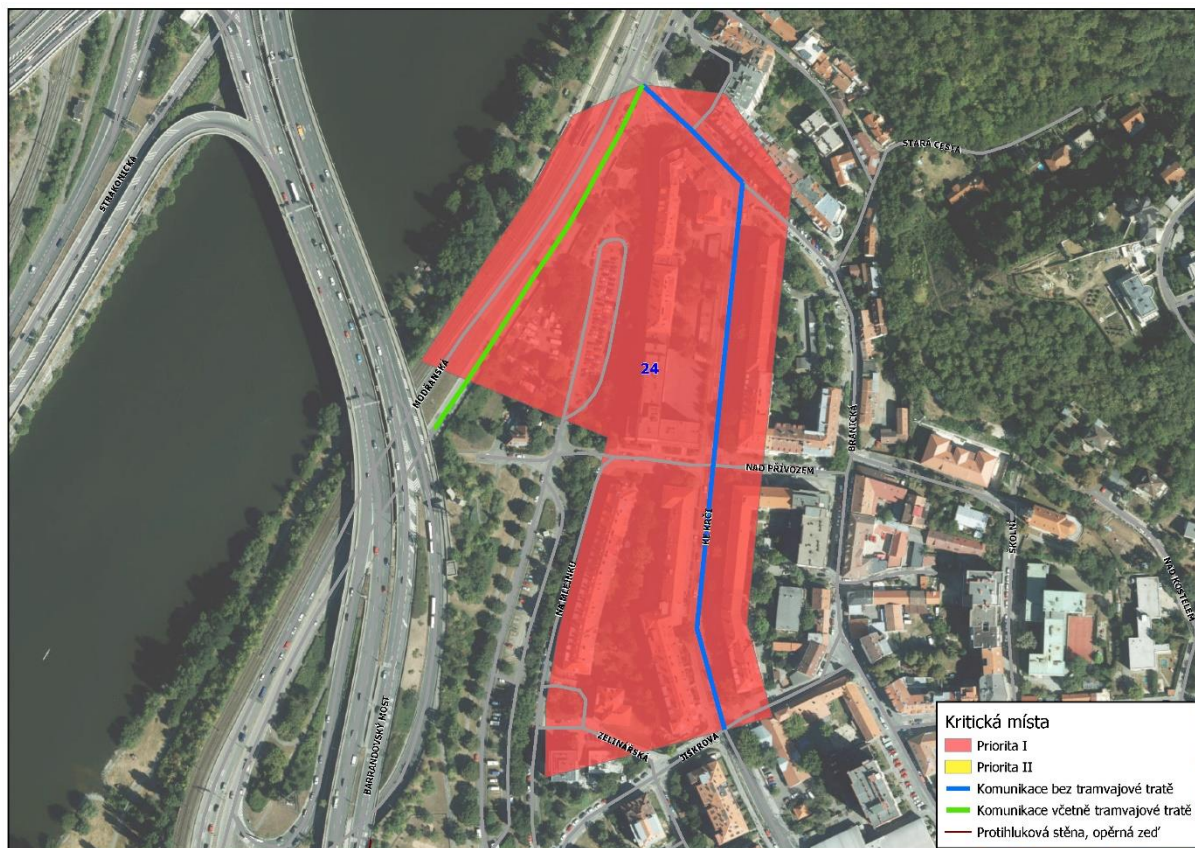 STRAKONICKÁ
STARÁ CESTA
MODŘANSKÁ
24
BRANICKÁ
NAD PŘÍVOZEM
KE KRČI
ŠKOLNÍ
NAD KOSTELEM
NA MLEJNKU
BARRANDOVSKÝ MOST
ZELINÁŘSKÁ
JISKROVA
Kritická místa
Priorita I
Priorita II
Komunikace bez tramvajové tratě
Komunikace včetně tramvajové tratě
Protihluková stěna, opěrná zeď